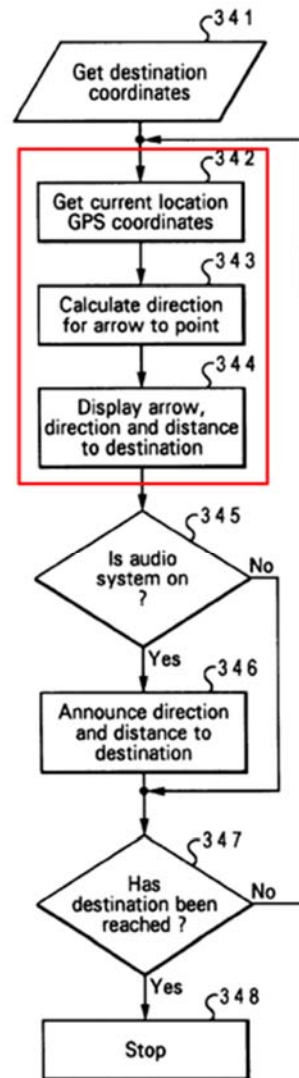 341
Get destination
coordinates
342
Get current location
GPS coordinates
343
Calculate direction
for arrow to point
344
Display arrow,
direction and distance
to destination
345
Is audio
system on
?
No
Yes
346
Announce direction
and distance to
destination
347
Has
destination been
reached ?
No
Yes
348
Stop